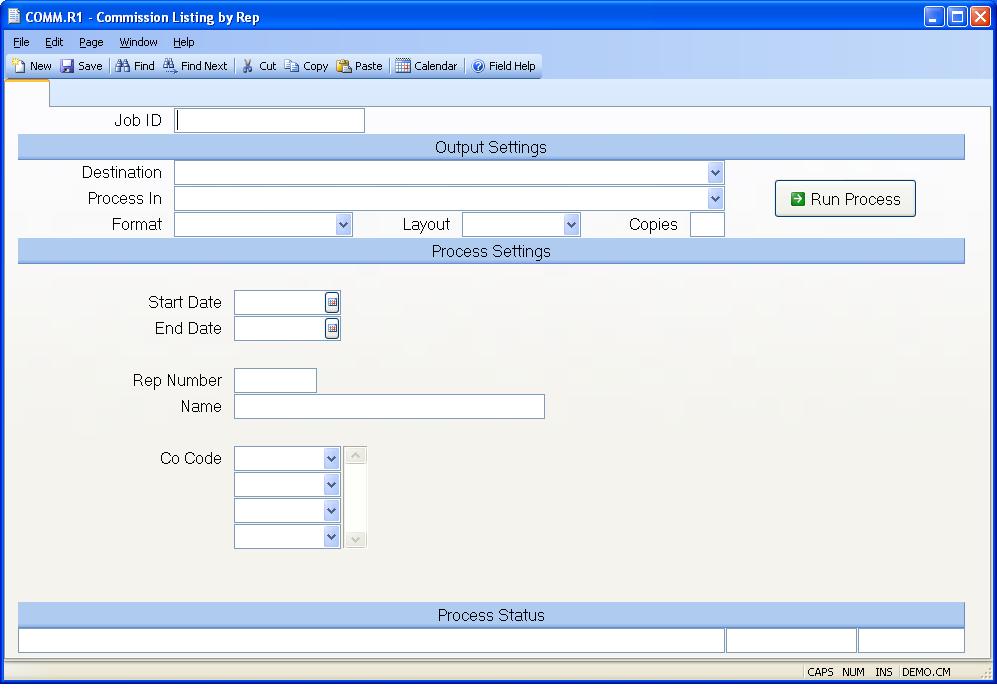 COMM.R1 - Commission Listing by Rep
File Edit Page Window Help
New Save Find Find Next Cut Copy Paste Calendar Field Help
Job ID
Output Settings
Destination
Process In
Run Process
Format Layout Copies
Process Settings
Start Date
End Date
Rep Number
Name
Co Code
Process Status
CAPS NUM INS DEMO.CM